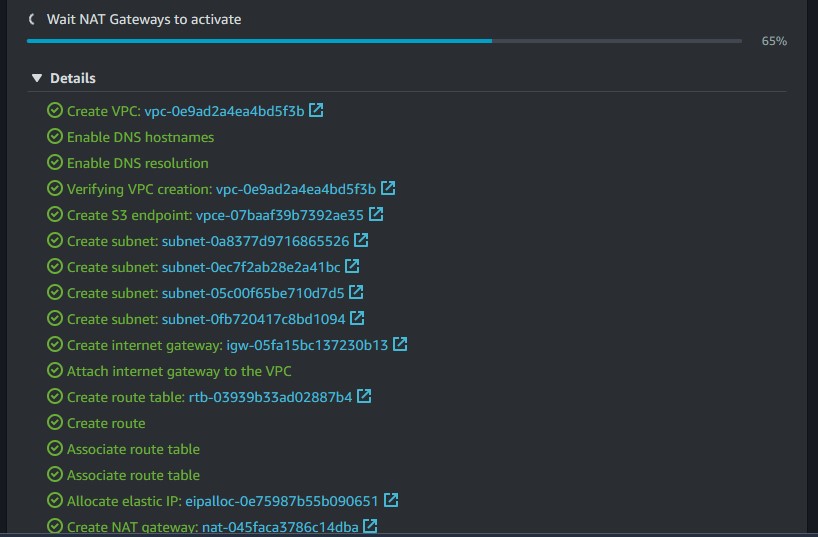 Wait NAT Gateways to activate
65%
Details
Create VPC: vpc-0e9ad2a4ea4bd5f3b
Enable DNS hostnames
Enable DNS resolution
Verifying VPC creation: vpc-0e9ad2a4ea4bd5f3b
Create S3 endpoint: vpce-07baaf39b7392ae35
Create subnet: subnet-0a8377d9716865526
Create subnet: subnet-0ec7f2ab28e2a41bc
Create subnet: subnet-05c00f65be710d7d5
Create subnet: subnet-0fb720417c8bd1094
Create internet gateway: igw-05fa15bc137230b13
Attach internet gateway to the VPC
Create route table: rtb-03939b33ad02887b4
Create route
Associate route table
Associate route table
Allocate elastic IP: eipalloc-0e75987b55b090651
Create NAT gateway: nat-045faca3786c14dba